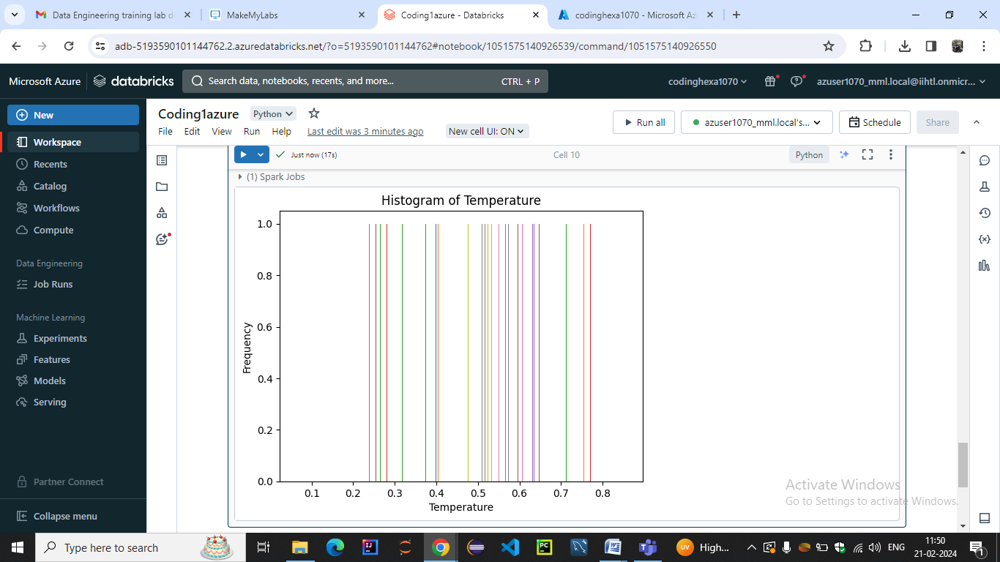 Data Engineering training lab d
MakeMyLabs
Coding1azure - Databricks
codinghexa1070 - Microsoft Az
adb-5193590101144762.2.azuredatabricks.net/?o=5193590101144762#notebook/1051575140926539/command/1051575140926550
Microsoft Azure
databricks
Search data, notebooks, recents, and more...
CTRL + P
codinghexa1070
azuser1070_mml.local@iihtl.onmicr...
New
Workspace
Recents
Catalog
Workflows
Compute
Data Engineering
Job Runs
Machine Learning
Experiments
Features
Models
Serving
Partner Connect
Collapse menu
Coding1azure
Python
Run all
azuser1070_mml.local's...
Schedule
Share
File Edit View Run Help Last edit was 3 minutes ago New cell UI: ON
Just now (17s)
Cell 10
Python
(1) Spark Jobs
Histogram of Temperature
1.0
0.8
0.6
0.4
0.2
0.0
Frequency
0.1 0.2 0.3 0.4 0.5 0.6 0.7 0.8
Temperature
Activate Windows
Go to Settings to activate Windows.
Type here to search
IJ
PC
UV
High...
ENG
11:50
21-02-2024
1